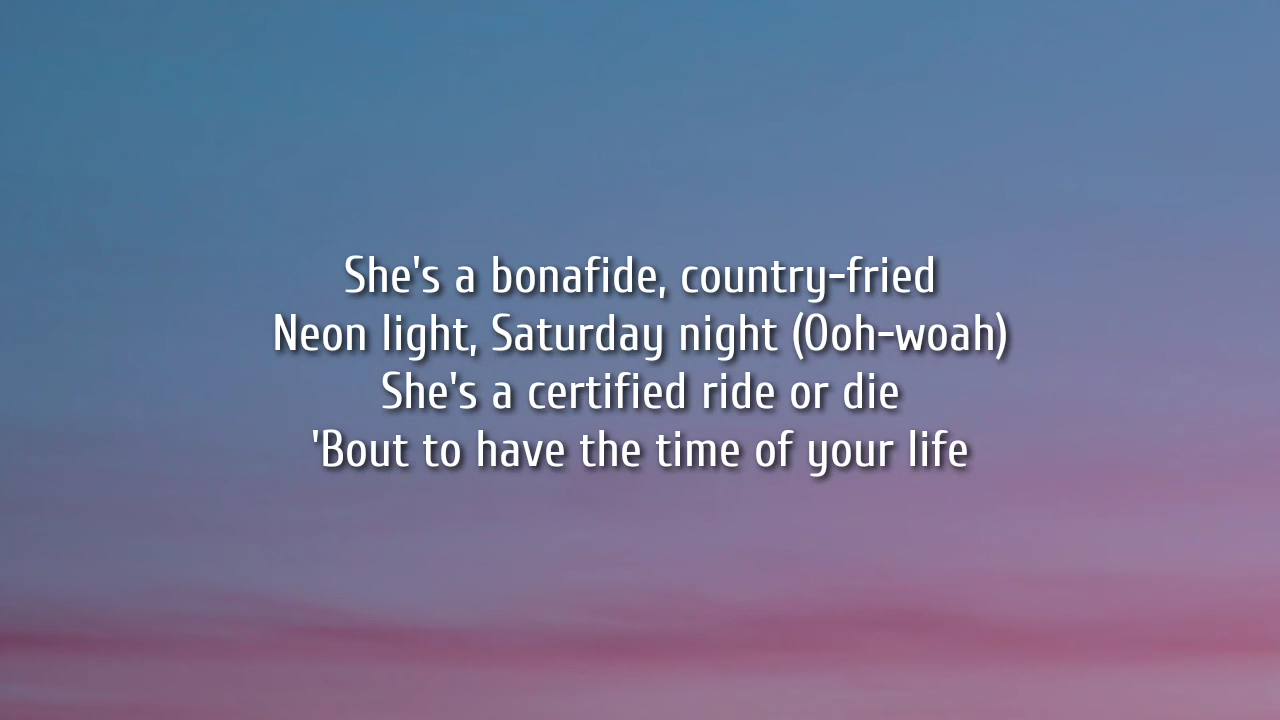 She's a bonafide, country-fried
Neon light, Saturday night (Ooh-woah)
She's a certified ride or die
'Bout to have the time of your life